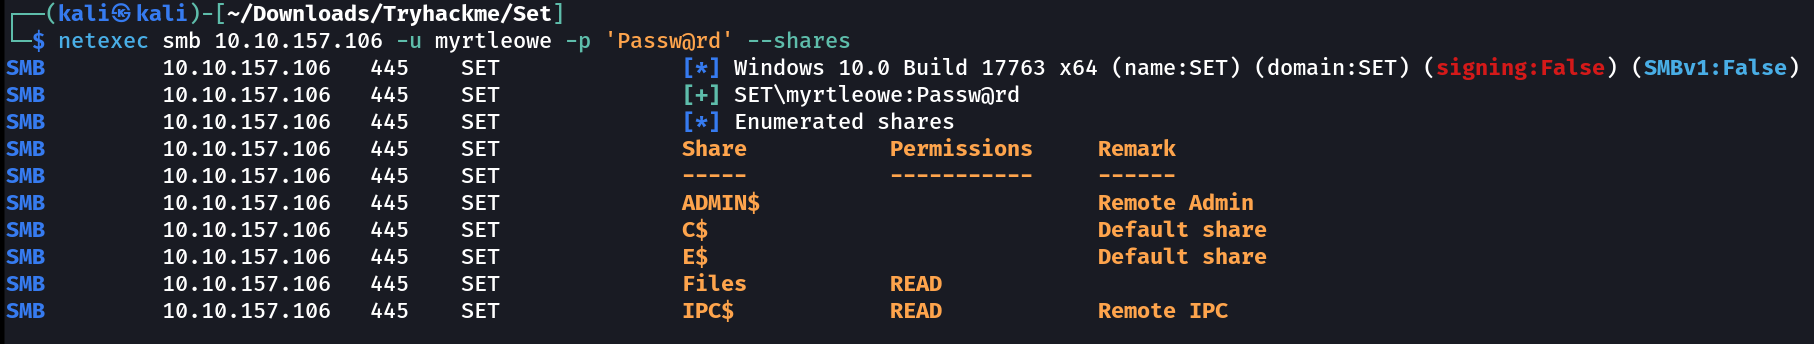 ┌──(kali㉿kali)-[~/Downloads/Tryhackme/Set]
└─$ netexec smb 10.10.157.106 -u myrtleowe -p 'Passw@rd' --shares
SMB         10.10.157.106   445    SET              [*] Windows 10.0 Build 17763 x64 (name:SET) (domain:SET) (signing:False) (SMBv1:False)
SMB         10.10.157.106   445    SET              [+] SET\myrtleowe:Passw@rd
SMB         10.10.157.106   445    SET              [*] Enumerated shares
SMB         10.10.157.106   445    SET              Share           Permissions     Remark
SMB         10.10.157.106   445    SET              -----           -----------     ------
SMB         10.10.157.106   445    SET              ADMIN$                          Remote Admin
SMB         10.10.157.106   445    SET              C$                              Default share
SMB         10.10.157.106   445    SET              E$                              Default share
SMB         10.10.157.106   445    SET              Files           READ
SMB         10.10.157.106   445    SET              IPC$            READ            Remote IPC